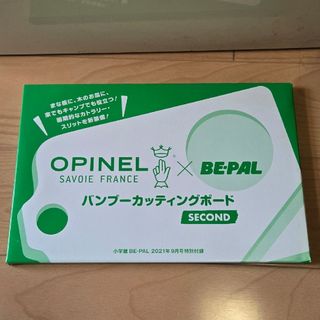 まな板に、木のお皿に、
家でもキャンプでも役立つ!
画期的なカトラリー・
スリットを新装備!
OPINEL
SAVOIE FRANCE
×
BE-PAL
バンブーカッティングボード
SECOND
小学館 BE-PAL 2021年9月号特別付録